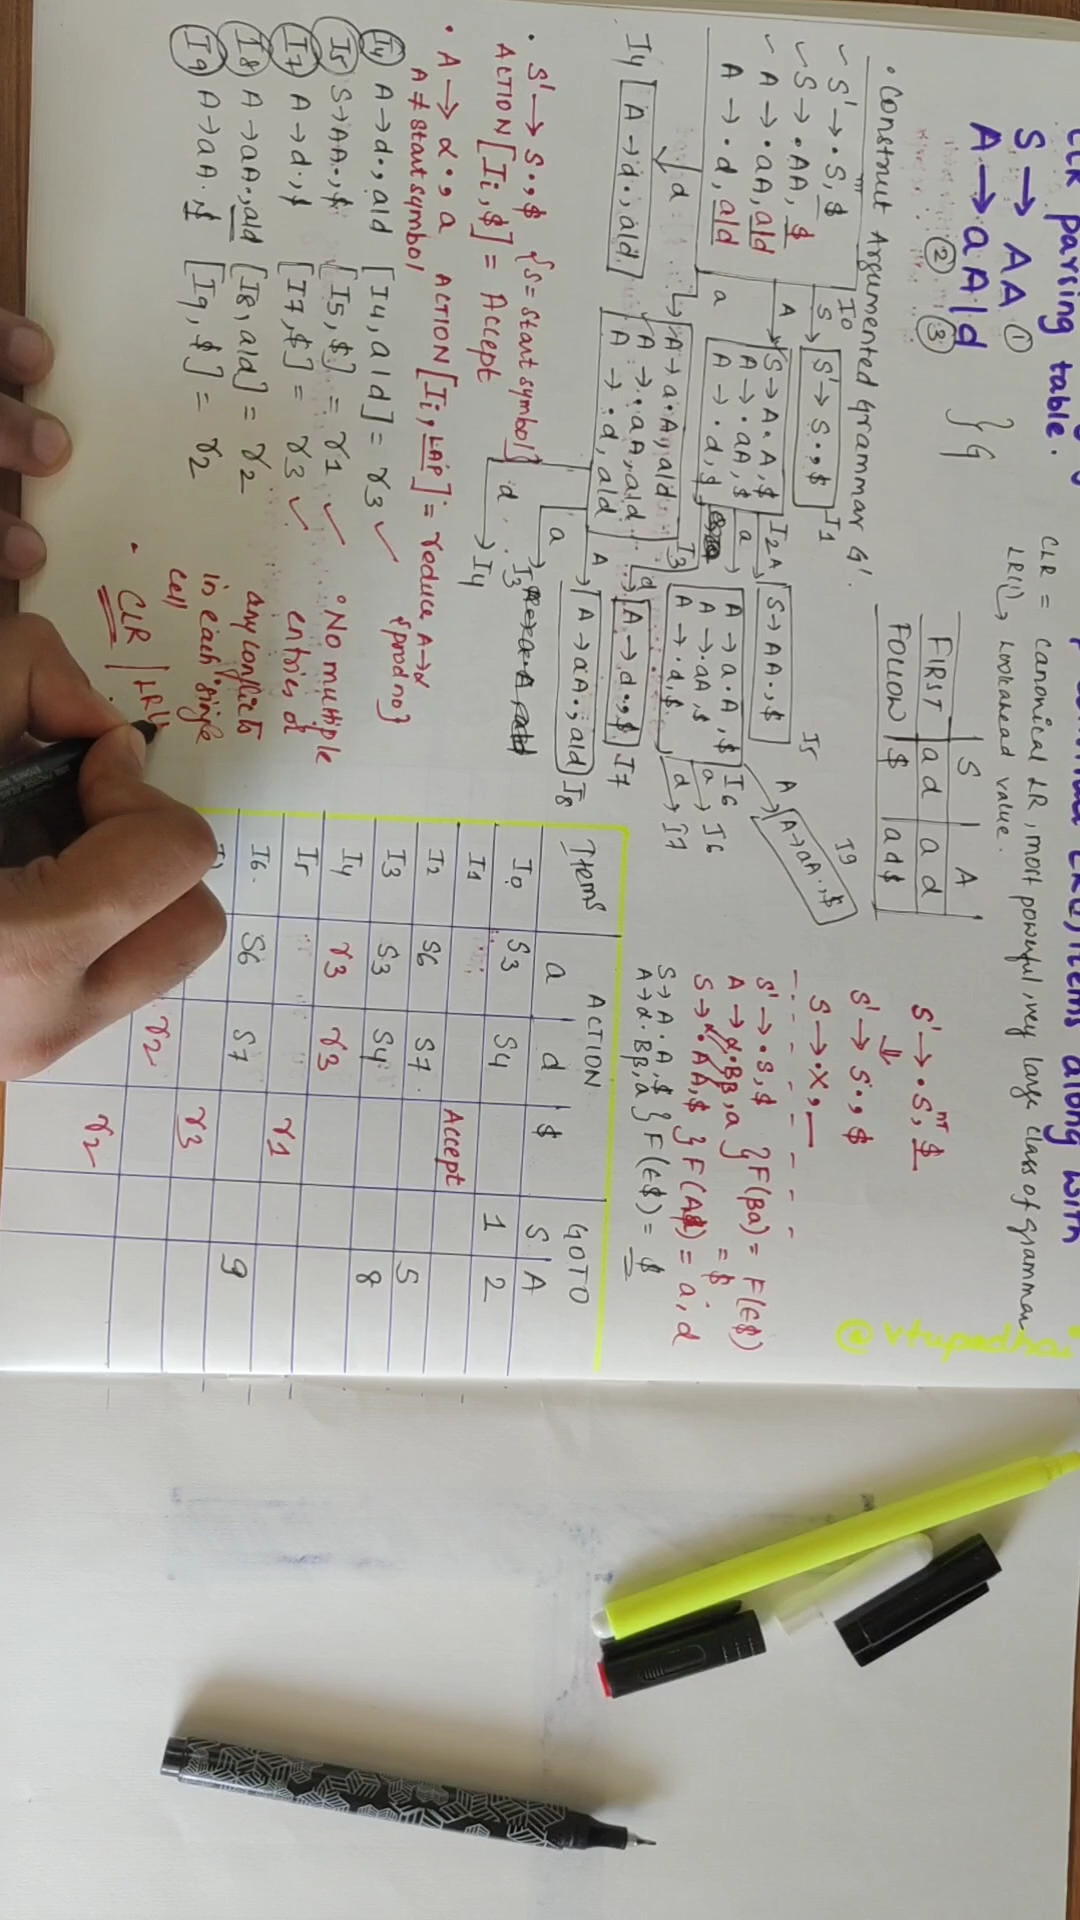 CLR parsing table.
S → AA ①
A → aA|d } G
② ③
CLR = canonical LR, most powerful, very large class of grammar
LR(1) → Lookahead value.
@vtupadhai
S A
FIRST a d a d
FOLLOW $ a d $
• Construct Argumented Grammar G'.
S' → •S, $
S → •AA, $
A → •aA, a|d
A → •d, a|d
I0
S
S' → S•, $ I1
A
S → A•A, $ I2
A → •aA, $
A → •d, $
A
S → AA•, $ I5
a
A → a•A, $ I6
A → •aA, $
A → •d, $
A
A → aA•, $ I9
a → I6
d → I7
a
A → a•A, a|d I3
A → •aA, a|d
A → •d, a|d
d
A → d•, $ I7
A
A → aA•, a|d I8
a → I3
d → I4
d
I4 A → d•, a|d
S' → •S, $
S' → S•, $
S → •X, _
S' → •S, $
A → α•Bβ, a } F(βa) = F(ε$) = $
S → •AA, $ } F(A$) = a, d
S → A•A, $
A → α•Bβ, a } F(ε$) = $
• S' → S•, $ {S = start symbol}
ACTION [Ii, $] = Accept
• A → α•, a ACTION [Ii, LAP] = reduce A → α
A ≠ start symbol {prod no}
I4 A → d•, a|d [I4, a|d] = r3 ✓
I5 S → AA•, $ [I5, $] = r1 ✓
I7 A → d•, $ [I7, $] = r3 ✓
I8 A → aA•, a|d [I8, a|d] = r2
I9 A → aA•, $ [I9, $] = r2
• No multiple
entries of
any conflicts
in each single
cell
• CLR | LR(1
Items ACTION GOTO
a d $ S A
I0 S3 S4 1 2
I1 Accept
I2 S6 S7 5
I3 S3 S4 8
I4 r3 r3
I5 r1
I6 S6 S7 9
r3
r2
r2